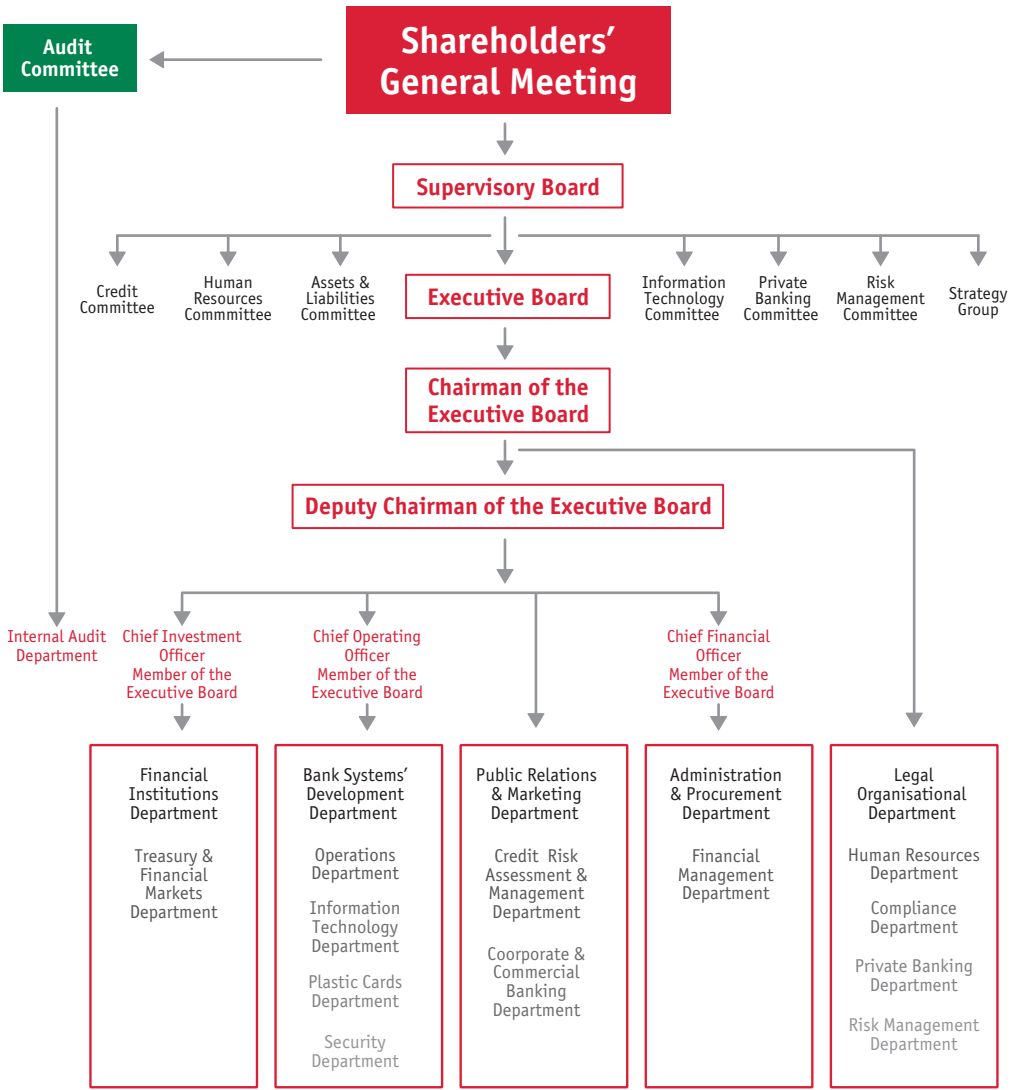 Audit
Committee
Shareholders’
General Meeting
Supervisory Board
Credit
Committee
Human
Resources
Commmittee
Assets &
Liabilities
Committee
Executive Board
Information
Technology
Committee
Private
Banking
Committee
Risk
Management
Committee
Strategy
Group
Chairman of the
Executive Board
Deputy Chairman of the Executive Board
Internal Audit
Department
Chief Investment
Officer
Member of the
Executive Board
Chief Operating
Officer
Member of the
Executive Board
Chief Financial
Officer
Member of the
Executive Board
Financial
Institutions
Department
Treasury &
Financial
Markets
Department
Bank Systems’
Development
Department
Operations
Department
Information
Technology
Department
Plastic Cards
Department
Security
Department
Public Relations
& Marketing
Department
Credit Risk
Assessment &
Management
Department
Coorporate &
Commercial
Banking
Department
Administration
& Procurement
Department
Financial
Management
Department
Legal
Organisational
Department
Human Resources
Department
Compliance
Department
Private Banking
Department
Risk Management
Department